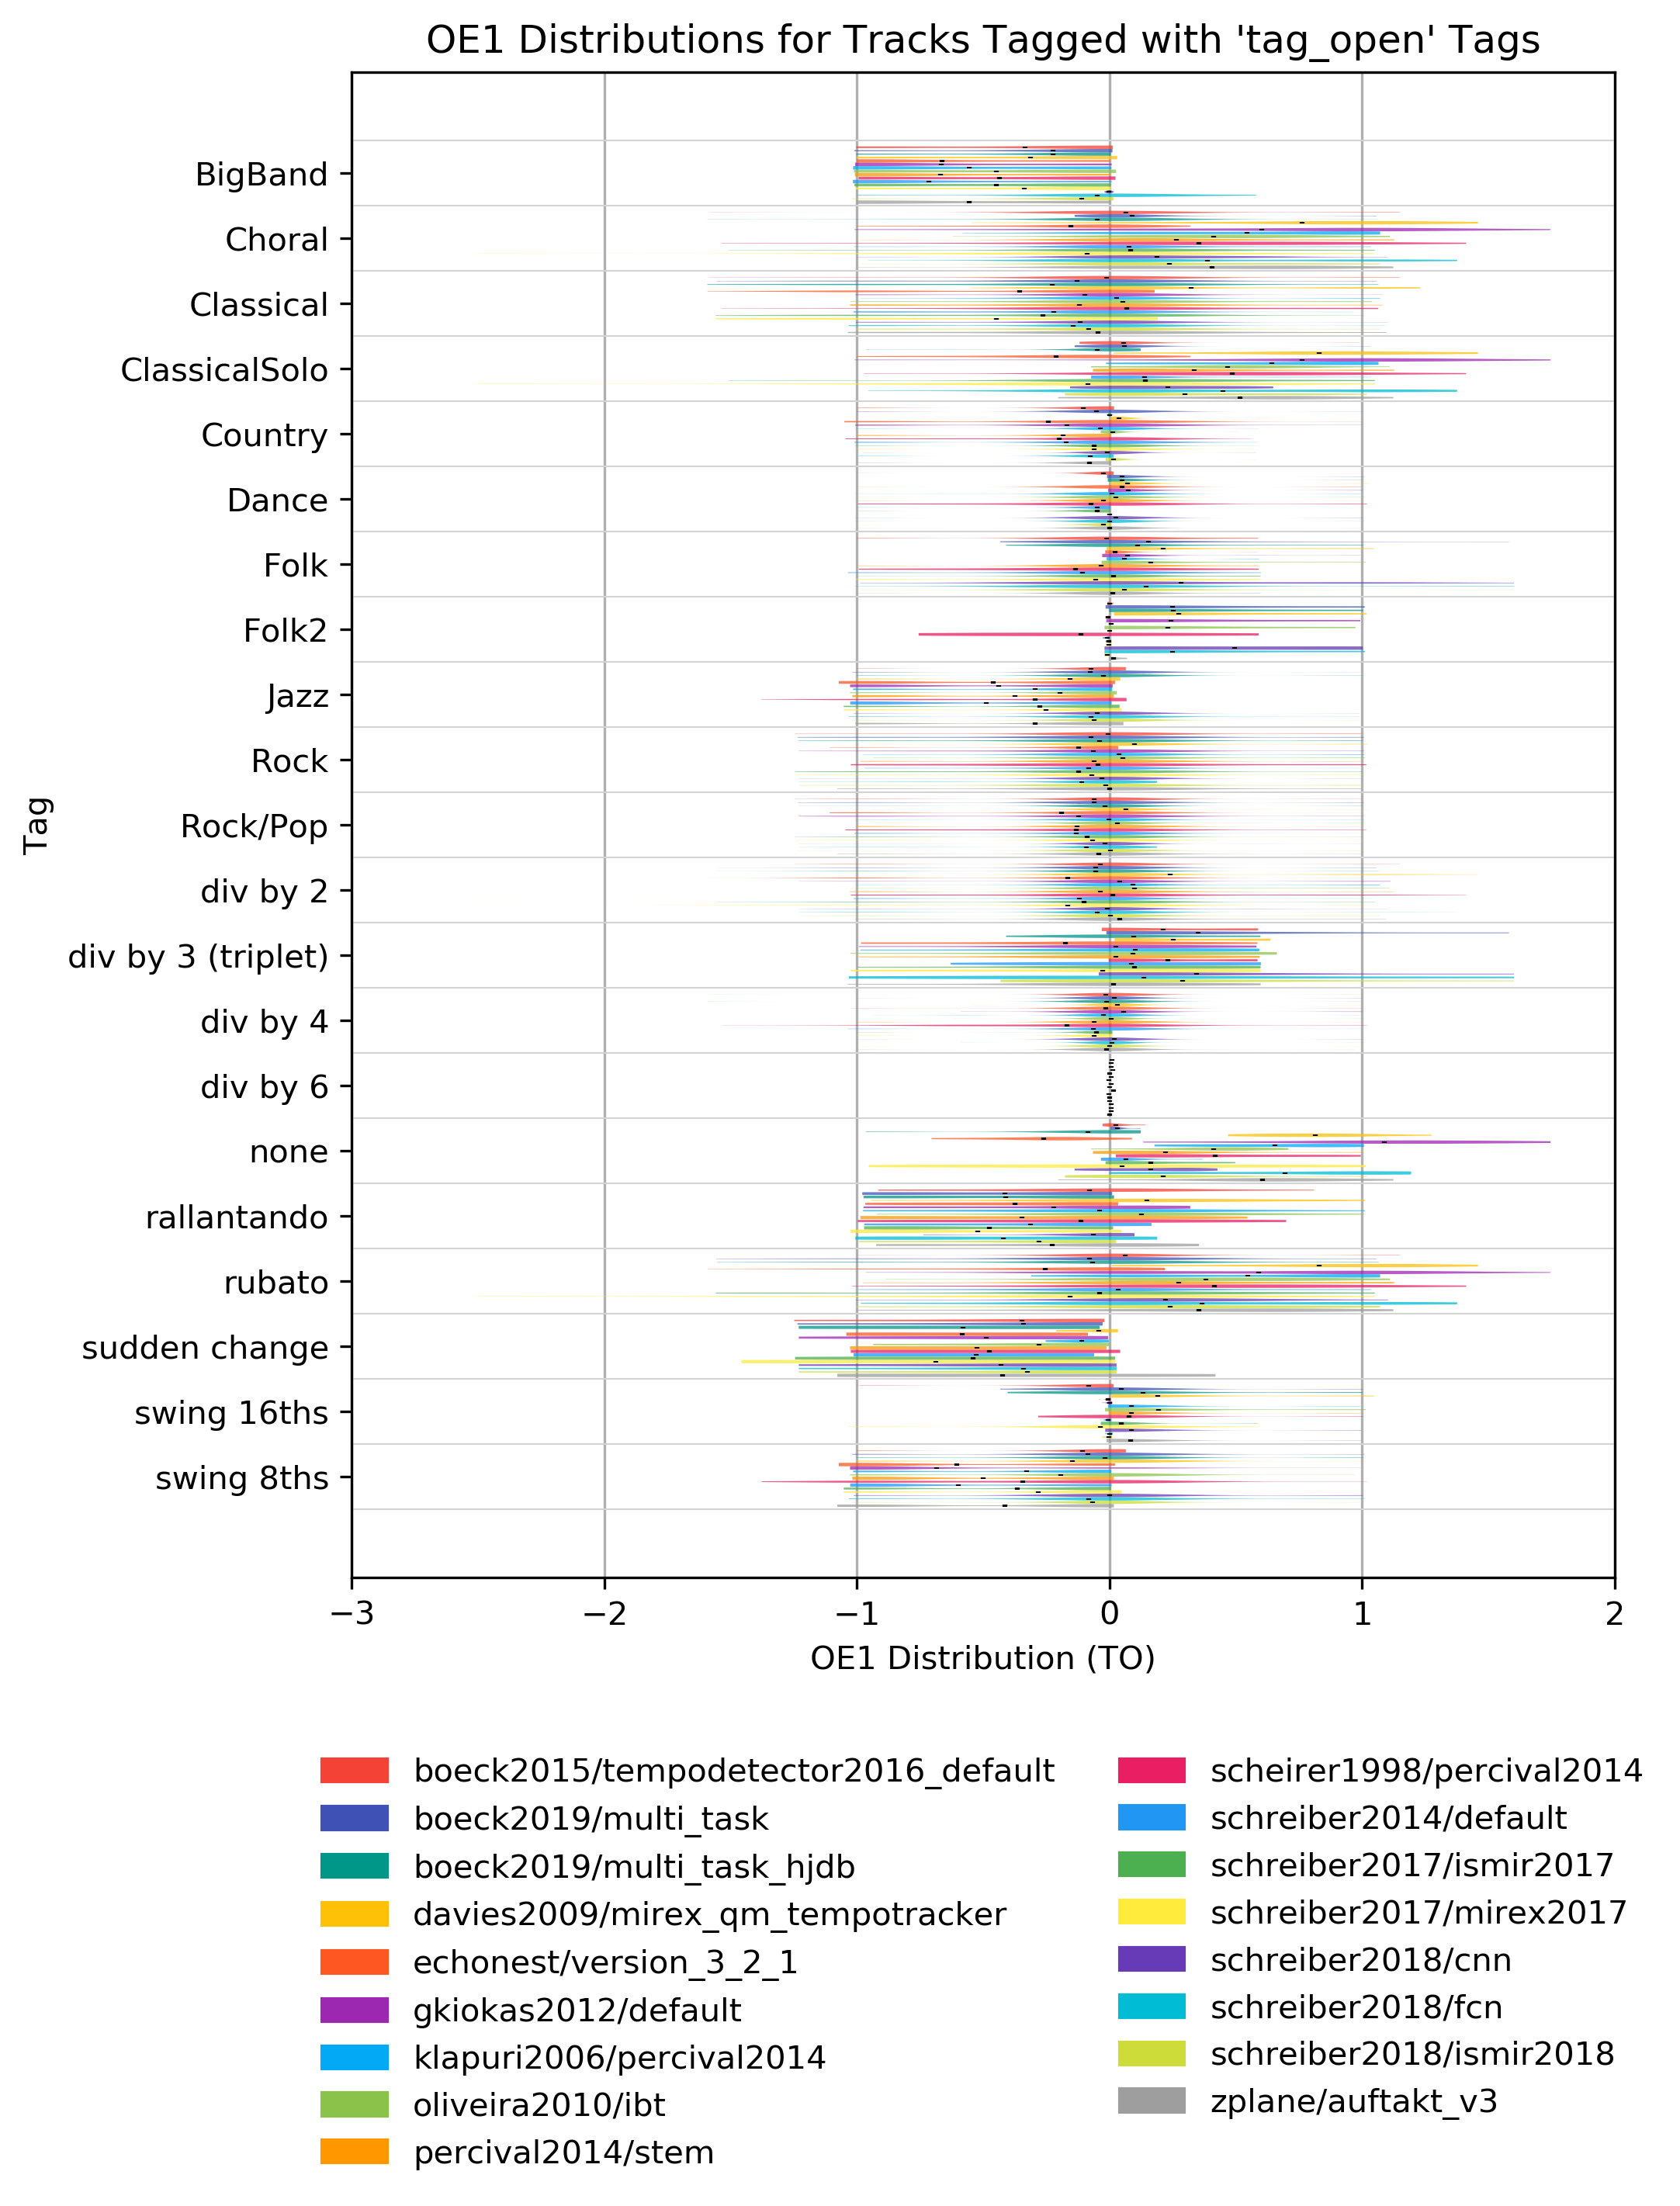 OE1 Distributions for Tracks Tagged with 'tag_open' Tags
BigBand
Choral
Classical
ClassicalSolo
Country
Dance
Folk
Folk2
Jazz
Rock
Rock/Pop
div by 2
div by 3 (triplet)
div by 4
div by 6
none
rallantando
rubato
sudden change
swing 16ths
swing 8ths
Tag
−3 −2 −1 0 1 2
OE1 Distribution (TO)
boeck2015/tempodetector2016_default
boeck2019/multi_task
boeck2019/multi_task_hjdb
davies2009/mirex_qm_tempotracker
echonest/version_3_2_1
gkiokas2012/default
klapuri2006/percival2014
oliveira2010/ibt
percival2014/stem
scheirer1998/percival2014
schreiber2014/default
schreiber2017/ismir2017
schreiber2017/mirex2017
schreiber2018/cnn
schreiber2018/fcn
schreiber2018/ismir2018
zplane/auftakt_v3